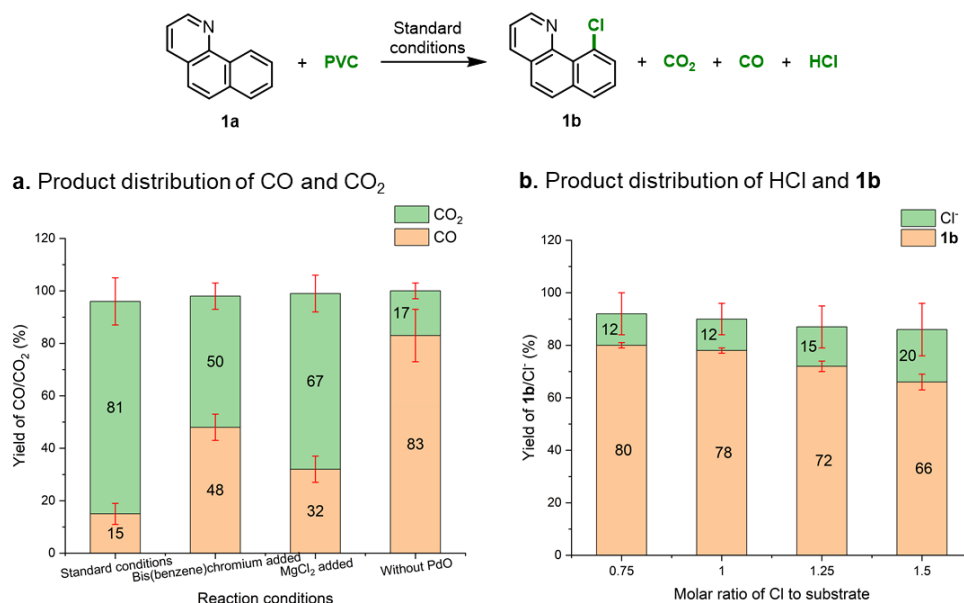 N
1a
+
PVC
Standard
conditions
N
Cl
1b
+ CO₂ + CO + HCl
a. Product distribution of CO and CO₂
CO₂
CO
Yield of CO/CO₂ (%)
120
100
80
60
40
20
0
81
15
50
48
67
32
17
83
Standard conditions
Bis(benzene)chromium added
MgCl₂ added
Without PdO
Reaction conditions
b. Product distribution of HCl and 1b
Cl⁻
1b
Yield of 1b/Cl⁻ (%)
120
100
80
60
40
20
0
12
80
12
78
15
72
20
66
0.75
1
1.25
1.5
Molar ratio of Cl to substrate